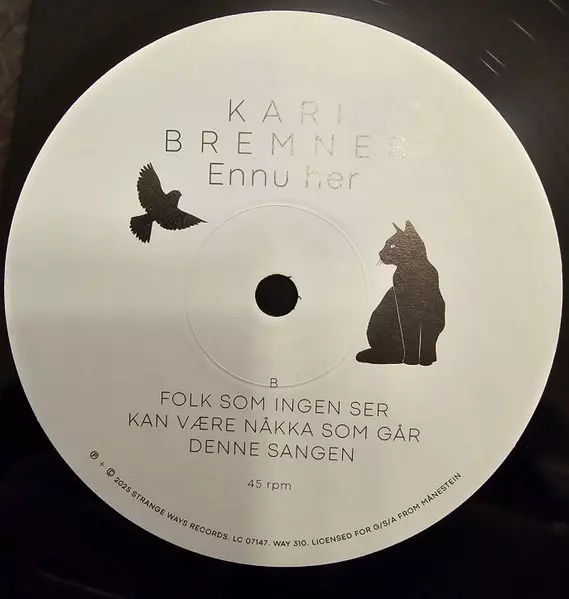 KARI
BREMNES
Ennu her
B
FOLK SOM INGEN SER
KAN VÆRE NÅKKA SOM GÅR
DENNE SANGEN
45 rpm
℗ + © 2025 STRANGE WAYS RECORDS. LC 07147. WAY 310. LICENSED FOR G/S/A FROM MÅNESTEIN